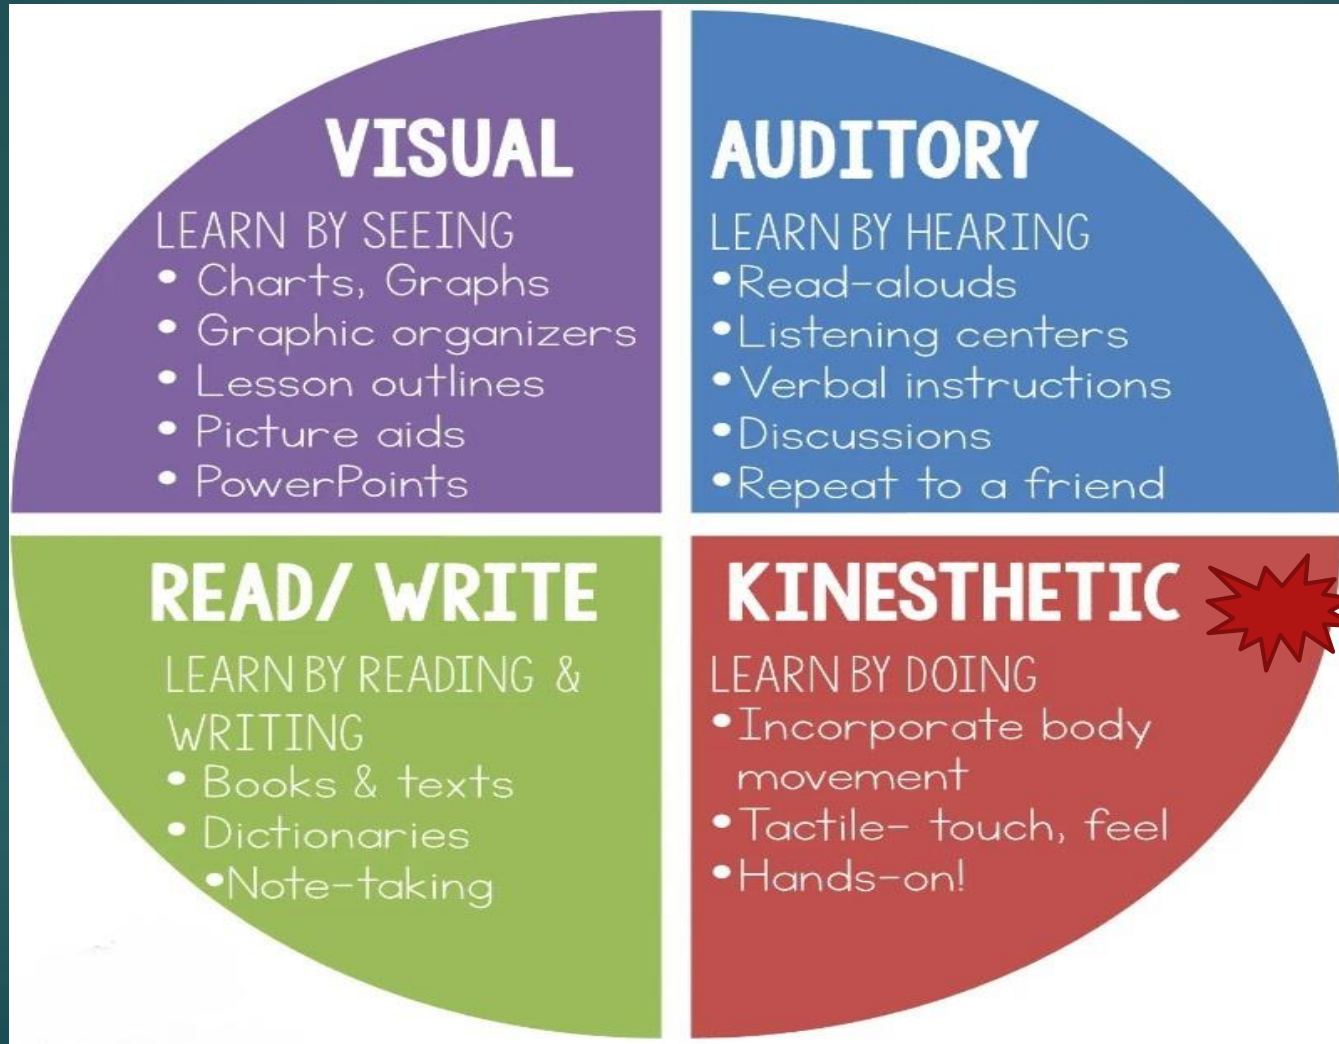 VISUAL
LEARN BY SEEING
• Charts, Graphs
• Graphic organizers
• Lesson outlines
• Picture aids
• PowerPoints
AUDITORY
LEARN BY HEARING
•Read-alouds
•Listening centers
•Verbal instructions
•Discussions
•Repeat to a friend
READ/ WRITE
LEARN BY READING &
WRITING
• Books & texts
• Dictionaries
•Note-taking
KINESTHETIC
LEARN BY DOING
•Incorporate body
movement
•Tactile- touch, feel
•Hands-on!